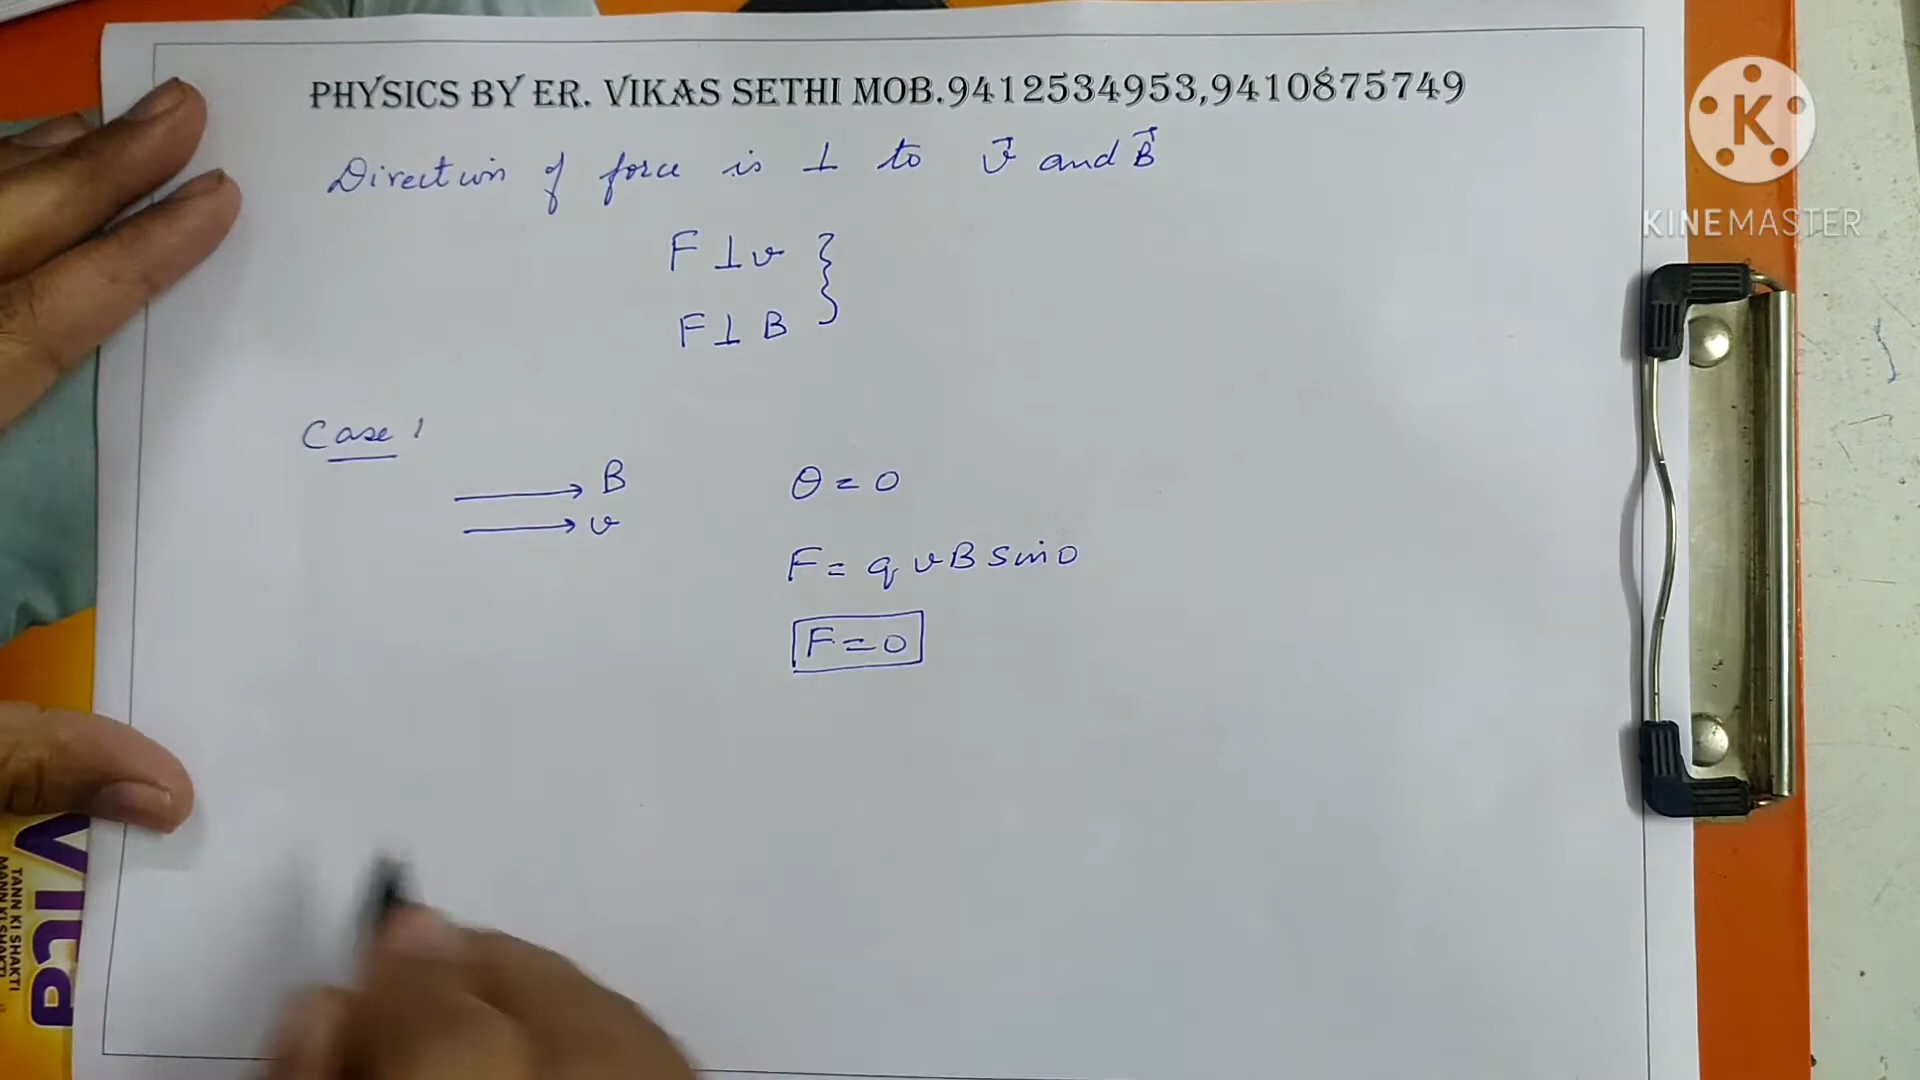 PHYSICS BY ER. VIKAS SETHI MOB.9412534953,9410875749
K
KINEMASTER
Direction of force is ⊥ to v⃗ and B⃗
F ⊥ v
F ⊥ B
Case 1
B
v
θ = 0
F = q v B sin 0
F = 0
Vita
TANN KI SHAKTI
MANN KI SHAKTI